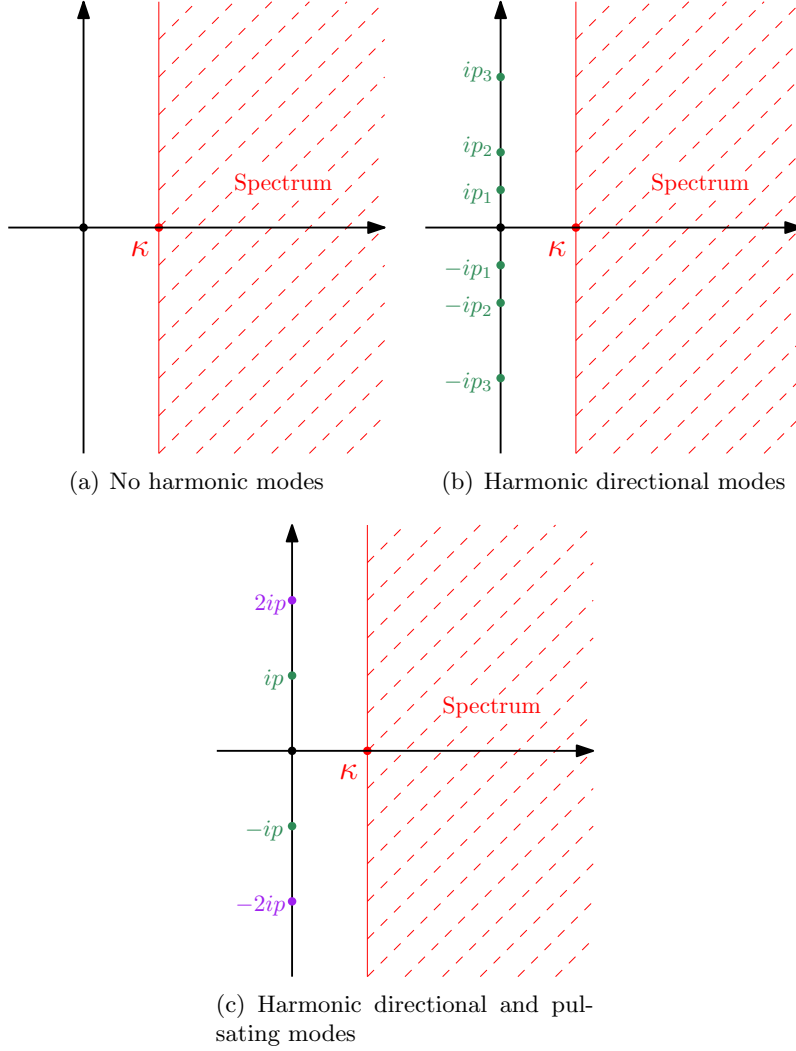 Spectrum
κ
(a) No harmonic modes
ip₃
ip₂
ip₁
−ip₁
−ip₂
−ip₃
Spectrum
κ
(b) Harmonic directional modes
2ip
ip
−ip
−2ip
Spectrum
κ
(c) Harmonic directional and pul-
sating modes